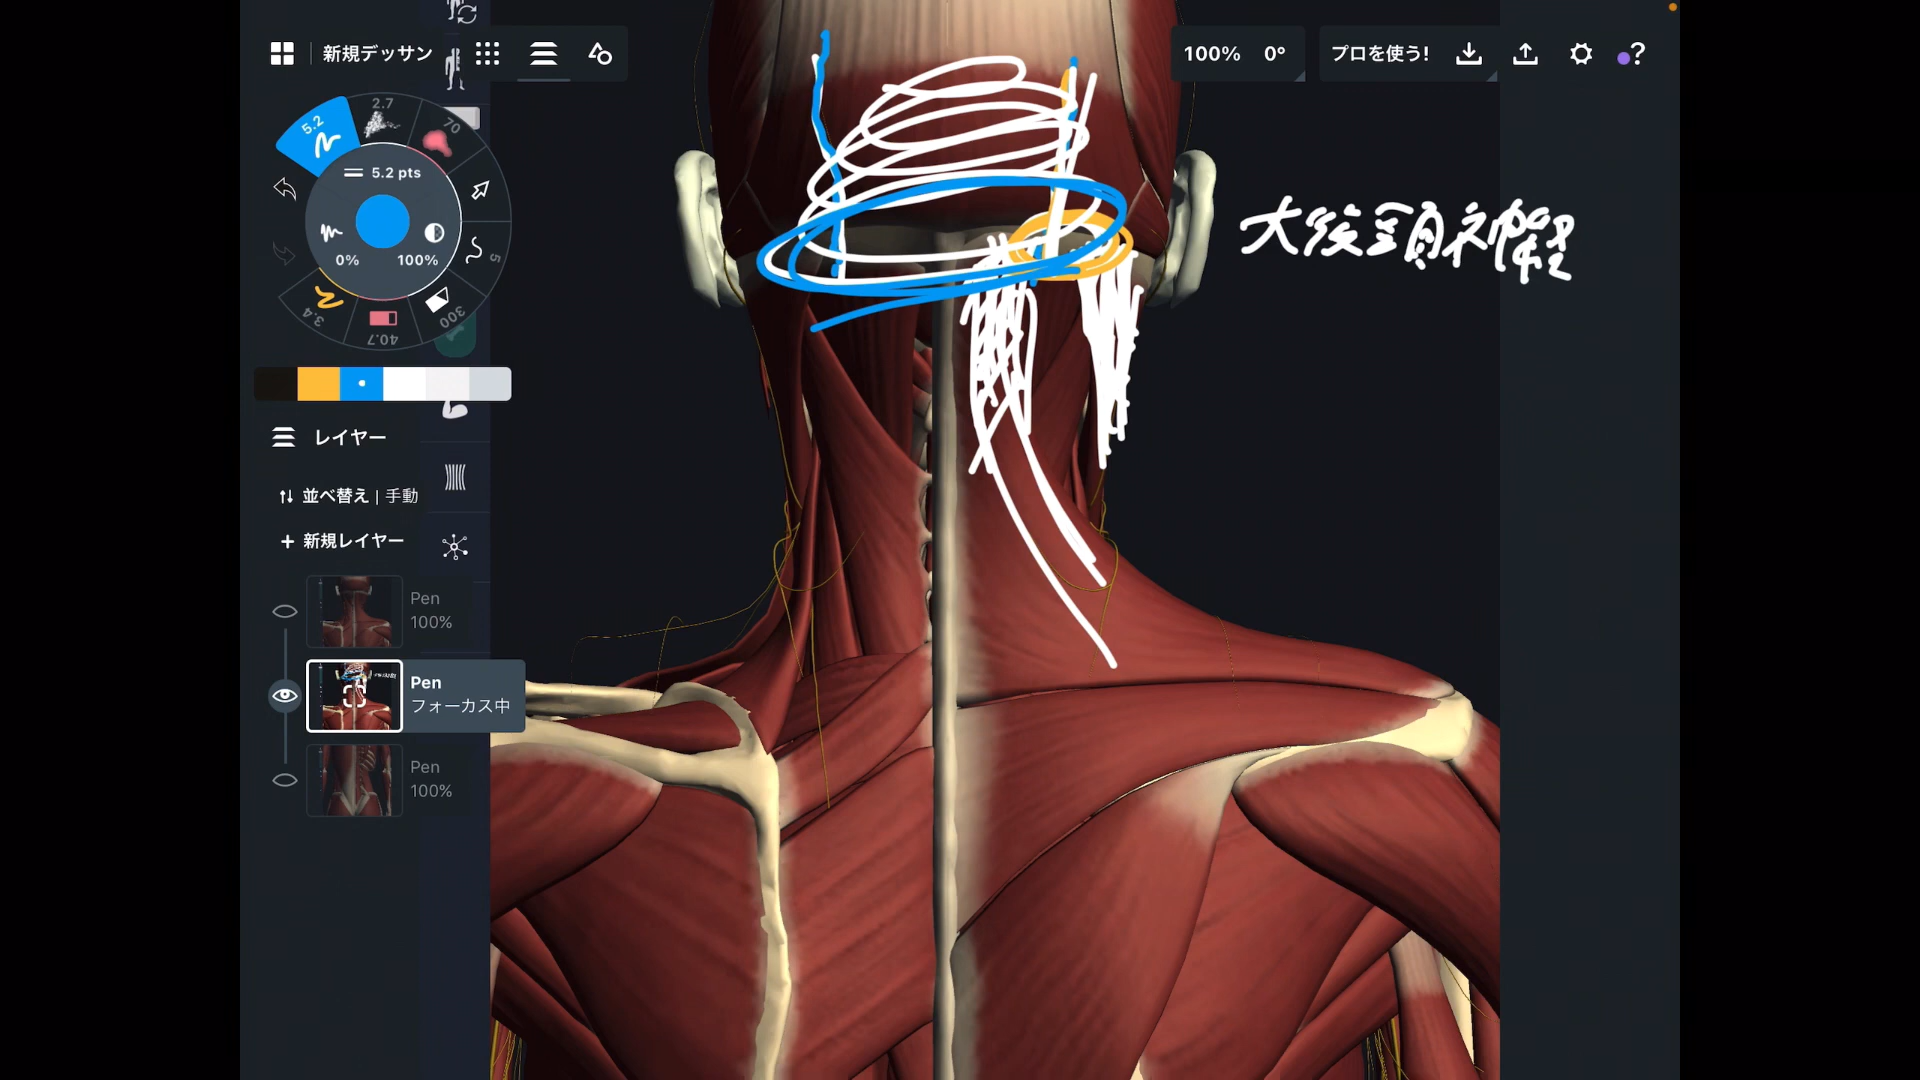 新規デッサン
100% 0° プロを使う! ?
2.7
5.2
70
5.2 pts
5
0% 100%
3.4
40.7
300
大後頭神経
レイヤー
並べ替え | 手動
+ 新規レイヤー
Pen
100%
Pen
フォーカス中
Pen
100%